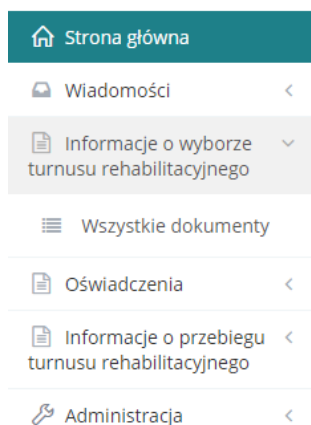 Strona główna
Wiadomości
Informacje o wyborze
turnusu rehabilitacyjnego
Wszystkie dokumenty
Oświadczenia
Informacje o przebiegu
turnusu rehabilitacyjnego
Administracja